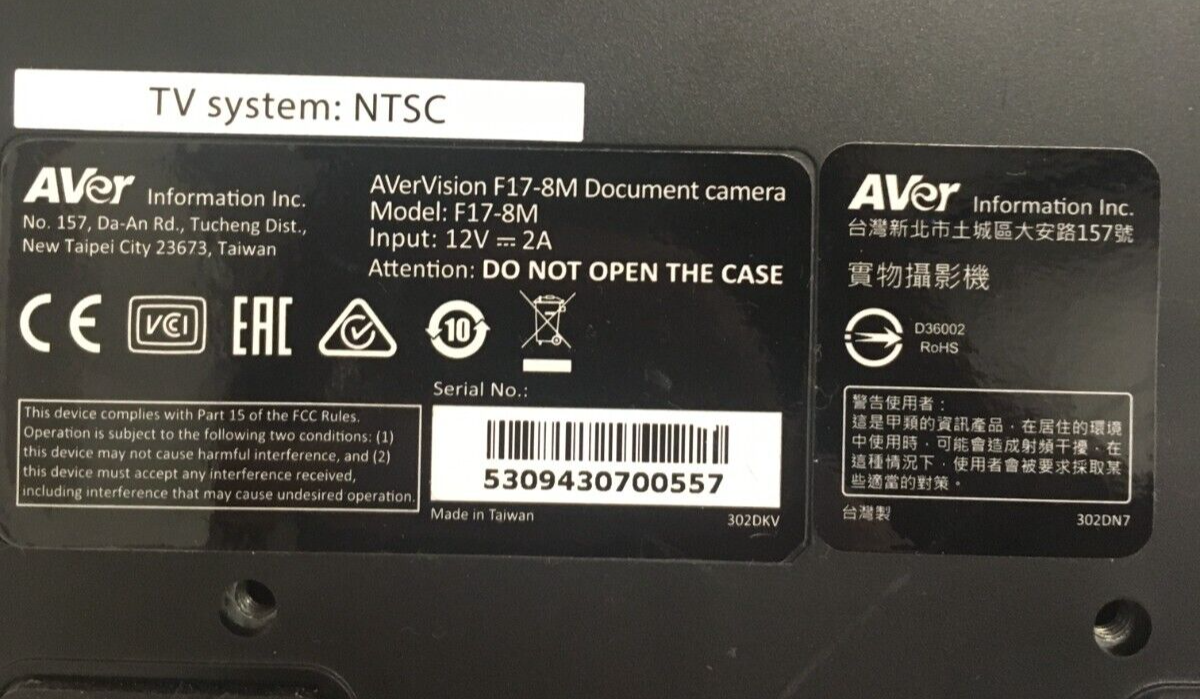 TV system: NTSC
AVer Information Inc.
No. 157, Da-An Rd., Tucheng Dist.,
New Taipei City 23673, Taiwan
AVerVision F17-8M Document camera
Model: F17-8M
Input: 12V ⎓ 2A
Attention: DO NOT OPEN THE CASE
CE VCI EAC 10
This device complies with Part 15 of the FCC Rules.
Operation is subject to the following two conditions: (1)
this device may not cause harmful interference, and (2)
this device must accept any interference received,
including interference that may cause undesired operation.
Serial No.:
5309430700557
Made in Taiwan
302DKV
AVer Information Inc.
台灣新北市土城區大安路157號
實物攝影機
D36002
RoHS
警告使用者：
這是甲類的資訊產品，在居住的環境
中使用時，可能會造成射頻干擾，在
這種情況下，使用者會被要求採取某
些適當的對策。
台灣製
302DN7